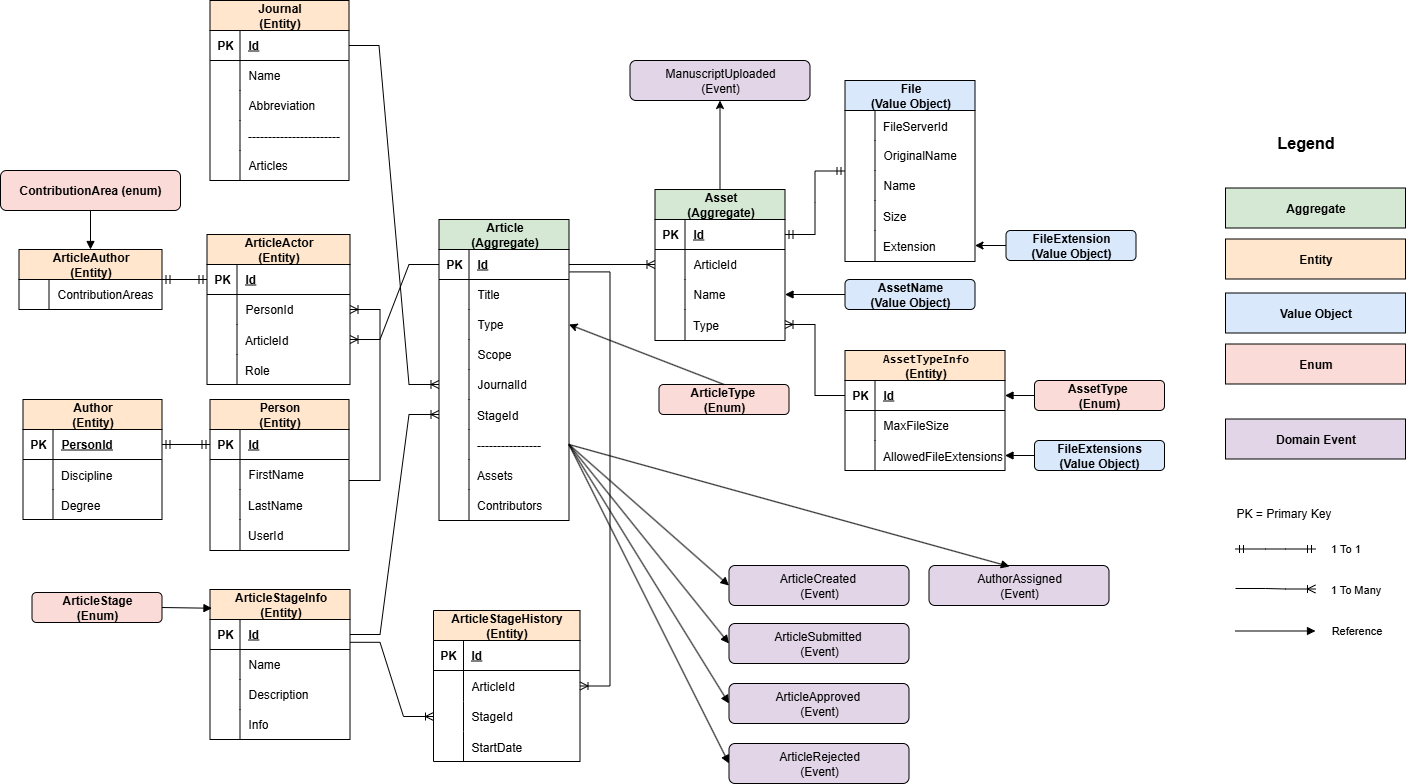 Journal
(Entity)
PK
Id
Name
Abbreviation
-----------------------
Articles
ContributionArea (enum)
ArticleAuthor
(Entity)
ContributionAreas
ArticleActor
(Entity)
PK
Id
PersonId
ArticleId
Role
Author
(Entity)
PK
PersonId
Discipline
Degree
Person
(Entity)
PK
Id
FirstName
LastName
UserId
ArticleStage
(Enum)
ArticleStageInfo
(Entity)
PK
Id
Name
Description
Info
Article
(Aggregate)
PK
Id
Title
Type
Scope
JournalId
StageId
----------------
Assets
Contributors
ArticleStageHistory
(Entity)
PK
Id
ArticleId
StageId
StartDate
ManuscriptUploaded
(Event)
Asset
(Aggregate)
PK
Id
ArticleId
Name
Type
File
(Value Object)
FileServerId
OriginalName
Name
Size
Extension
FileExtension
(Value Object)
AssetName
(Value Object)
ArticleType
(Enum)
AssetTypeInfo
(Entity)
PK
Id
MaxFileSize
AllowedFileExtensions
AssetType
(Enum)
FileExtensions
(Value Object)
ArticleCreated
(Event)
AuthorAssigned
(Event)
ArticleSubmitted
(Event)
ArticleApproved
(Event)
ArticleRejected
(Event)
Legend
Aggregate
Entity
Value Object
Enum
Domain Event
PK = Primary Key
1 To 1
1 To Many
Reference